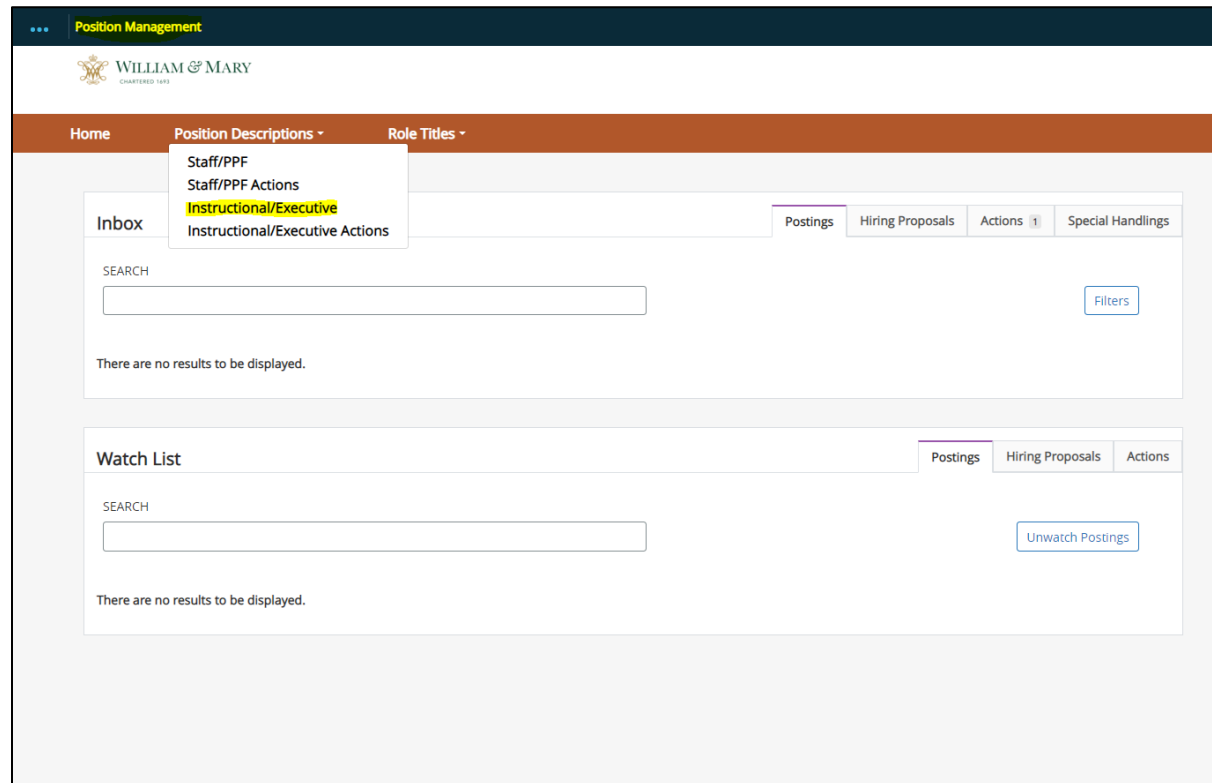 Position Management
WILLIAM & MARY
CHARTERED 1693
Home Position Descriptions Role Titles
Staff/PPF
Staff/PPF Actions
Instructional/Executive
Instructional/Executive Actions
Inbox Postings Hiring Proposals Actions 1 Special Handlings
SEARCH
Filters
There are no results to be displayed.
Watch List Postings Hiring Proposals Actions
SEARCH
Unwatch Postings
There are no results to be displayed.